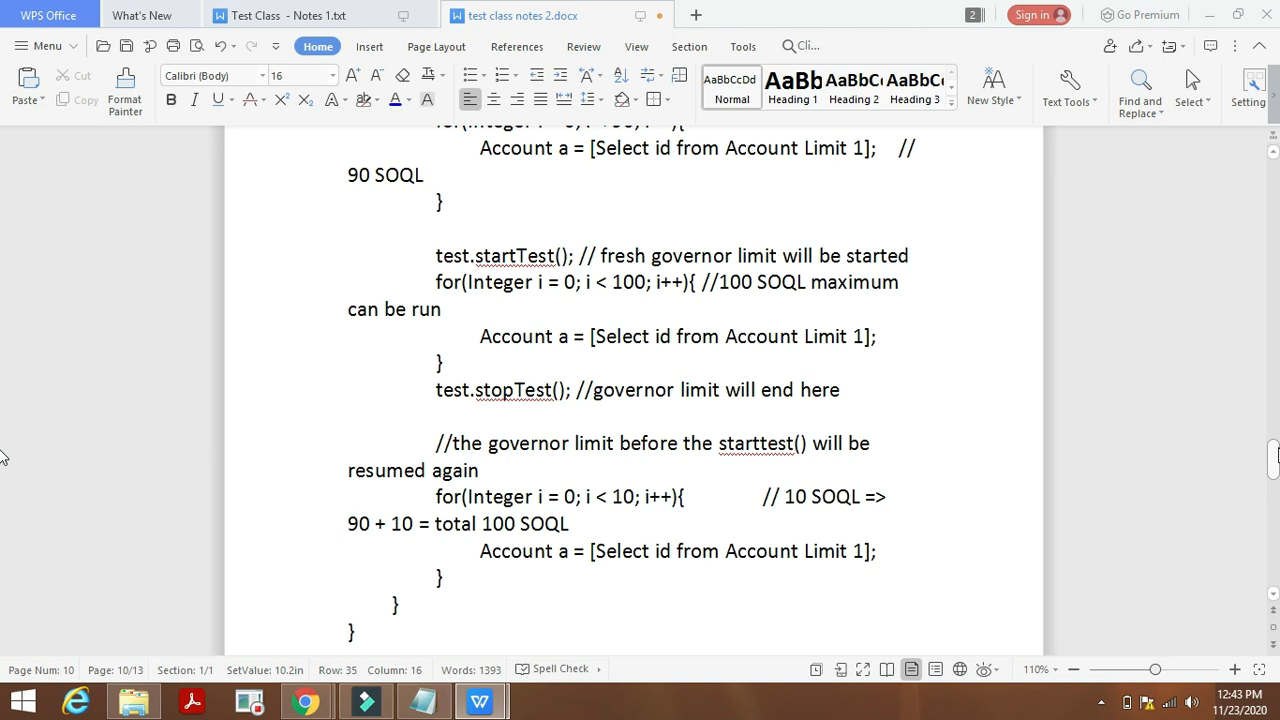 WPS Office
What's New
Test Class - Notes 1.txt
test class notes 2.docx
2
Sign in
Go Premium
Menu
Home
Insert
Page Layout
References
Review
View
Section
Tools
Cli...
Paste
Cut
Copy
Format Painter
Calibri (Body)
16
AaBbCcDd
Normal
AaBb
Heading 1
AaBbC
Heading 2
AaBbC
Heading 3
New Style
Text Tools
Find and Replace
Select
Setting
Account a = [Select id from Account Limit 1]; //
90 SOQL
}
test.startTest(); // fresh governor limit will be started
for(Integer i = 0; i < 100; i++){ //100 SOQL maximum
can be run
Account a = [Select id from Account Limit 1];
}
test.stopTest(); //governor limit will end here
//the governor limit before the starttest() will be
resumed again
for(Integer i = 0; i < 10; i++){ // 10 SOQL =>
90 + 10 = total 100 SOQL
Account a = [Select id from Account Limit 1];
}
}
}
Page Num: 10
Page: 10/13
Section: 1/1
SetValue: 10.2in
Row: 35
Column: 16
Words: 1393
Spell Check
110%
12:43 PM
11/23/2020